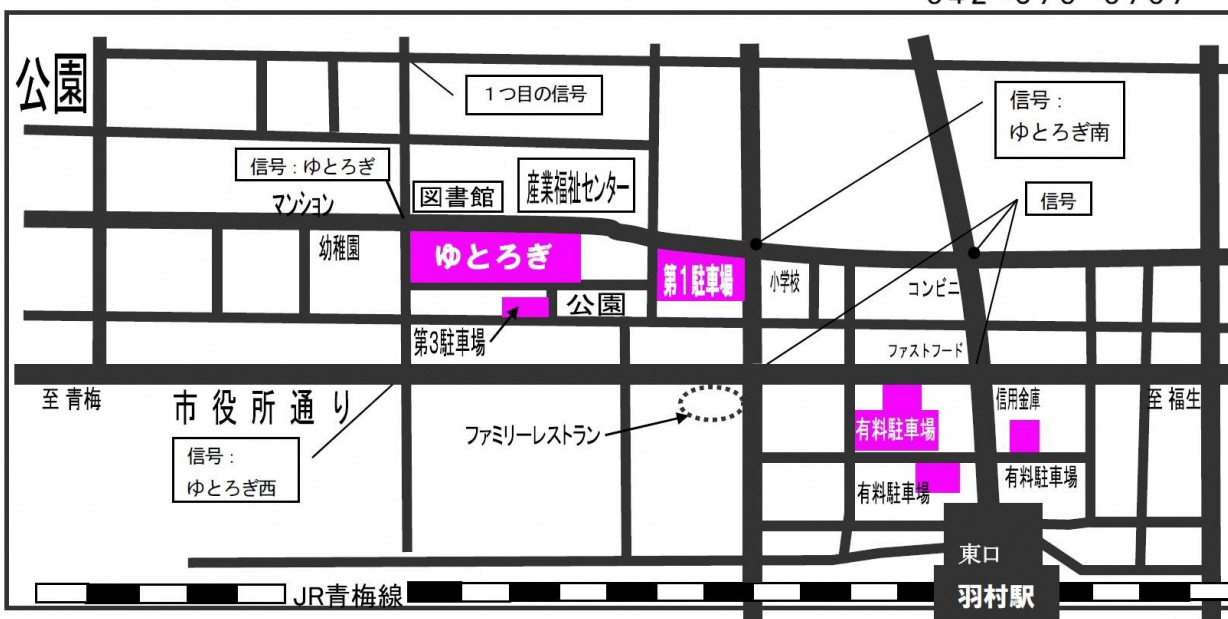 公園
1つ目の信号
信号：
ゆとろぎ南
信号：ゆとろぎ
図書館
産業福祉センター
信号
マンション
幼稚園
ゆとろぎ
第1駐車場
小学校
コンビニ
公園
第3駐車場
ファストフード
至 青梅
市役所通り
信用金庫
至 福生
ファミリーレストラン
有料駐車場
信号：
ゆとろぎ西
有料駐車場
有料駐車場
東口
JR青梅線
羽村駅